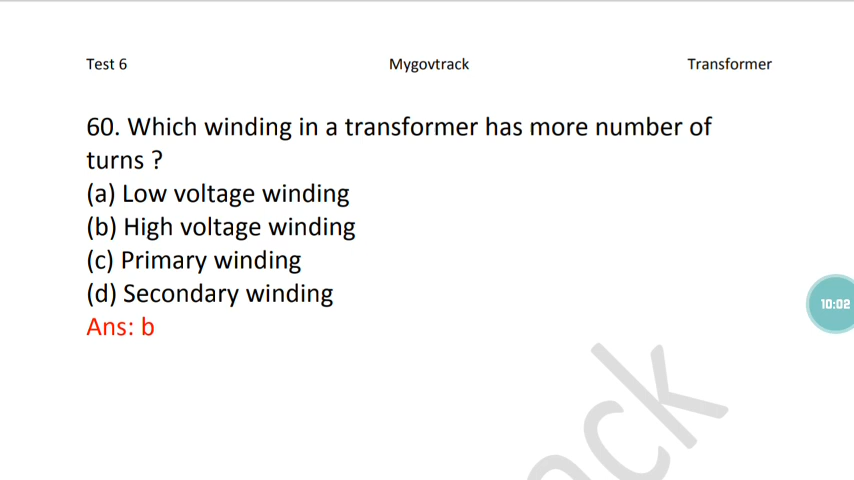 Test 6 Mygovtrack Transformer
60. Which winding in a transformer has more number of
turns ?
(a) Low voltage winding
(b) High voltage winding
(c) Primary winding
(d) Secondary winding
Ans: b
10:02
ack